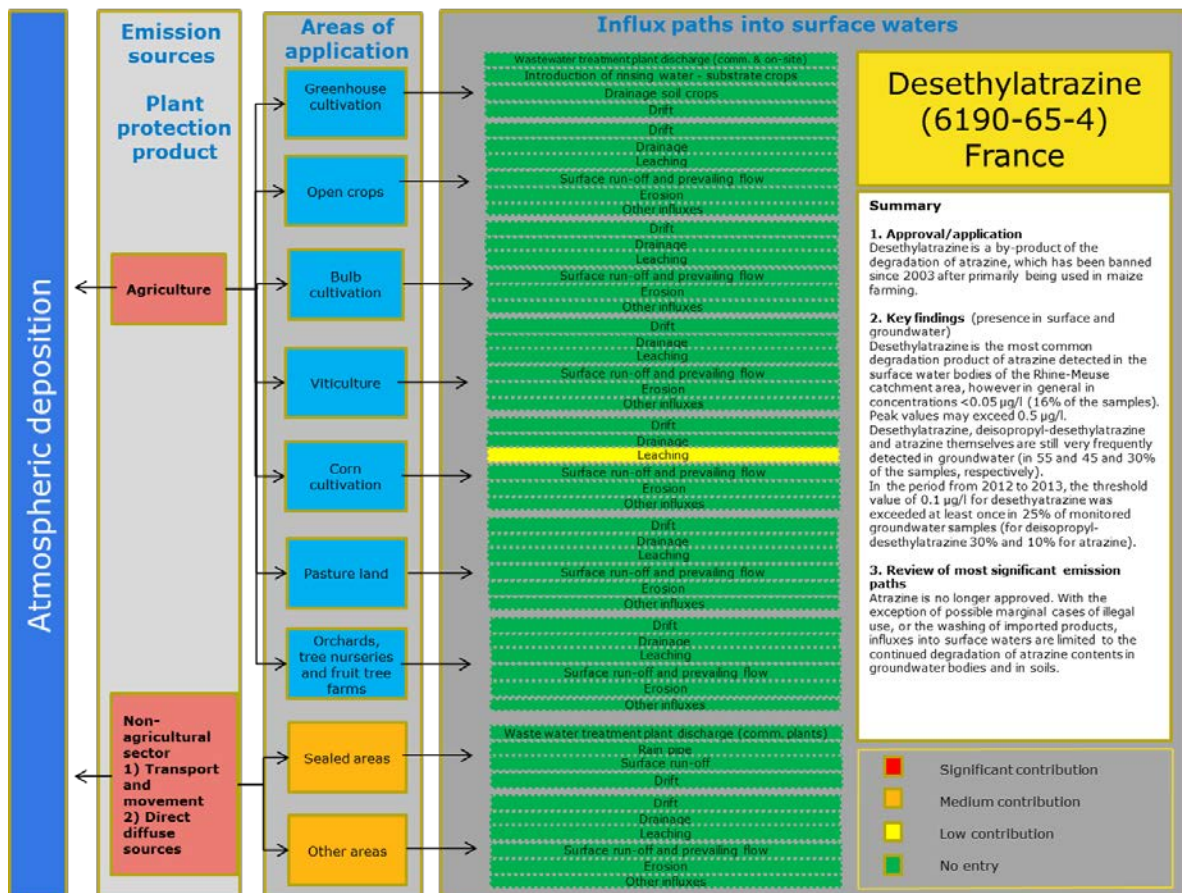 Atmospheric deposition
Emission
sources
Plant
protection
product
Agriculture
Non-
agricultural
sector
1) Transport
and
movement
2) Direct
diffuse
sources
Areas of
application
Greenhouse
cultivation
Open crops
Bulb
cultivation
Viticulture
Corn
cultivation
Pasture land
Orchards,
tree nurseries
and fruit tree
farms
Sealed areas
Other areas
Influx paths into surface waters
Wastewater treatment plant discharge (comm. & on-site)
Introduction of rinsing water - substrate crops
Drainage soil crops
Drift
Drift
Drainage
Leaching
Surface run-off and prevailing flow
Erosion
Other influxes
Drift
Drainage
Leaching
Surface run-off and prevailing flow
Erosion
Other influxes
Drift
Drainage
Leaching
Surface run-off and prevailing flow
Erosion
Other influxes
Drift
Drainage
Leaching
Surface run-off and prevailing flow
Erosion
Other influxes
Drift
Drainage
Leaching
Surface run-off and prevailing flow
Erosion
Other influxes
Drift
Drainage
Leaching
Surface run-off and prevailing flow
Erosion
Other influxes
Waste water treatment plant discharge (comm. plants)
Rain pipe
Surface run-off
Drift
Drift
Drainage
Leaching
Surface run-off and prevailing flow
Erosion
Other influxes
Desethylatrazine
(6190-65-4)
France
Summary
1. Approval/application
Desethylatrazine is a by-product of the
degradation of atrazine, which has been banned
since 2003 after primarily being used in maize
farming.
2. Key findings (presence in surface and
groundwater)
Desethylatrazine is the most common
degradation product of atrazine detected in the
surface water bodies of the Rhine-Meuse
catchment area, however in general in
concentrations <0.05 µg/l (16% of the samples).
Peak values may exceed 0.5 µg/l.
Desethylatrazine, deisopropyl-desethylatrazine
and atrazine themselves are still very frequently
detected in groundwater (in 55 and 45 and 30%
of the samples, respectively).
In the period from 2012 to 2013, the threshold
value of 0.1 µg/l for desethyatrazine was
exceeded at least once in 25% of monitored
groundwater samples (for deisopropyl-
desethylatrazine 30% and 10% for atrazine).
3. Review of most significant emission
paths
Atrazine is no longer approved. With the
exception of possible marginal cases of illegal
use, or the washing of imported products,
influxes into surface waters are limited to the
continued degradation of atrazine contents in
groundwater bodies and in soils.
Significant contribution
Medium contribution
Low contribution
No entry